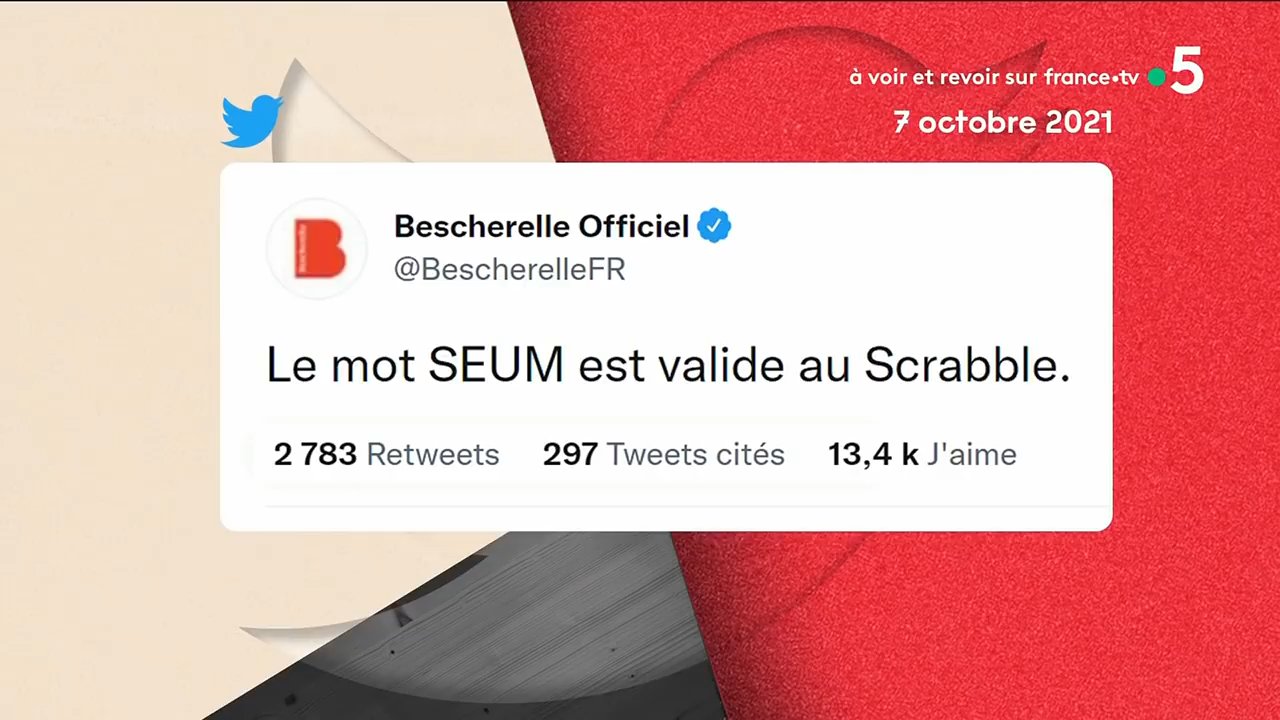 à voir et revoir sur france•tv 5
7 octobre 2021
Bescherelle Officiel
@BescherelleFR
Le mot SEUM est valide au Scrabble.
2 783 Retweets 297 Tweets cités 13,4 k J'aime